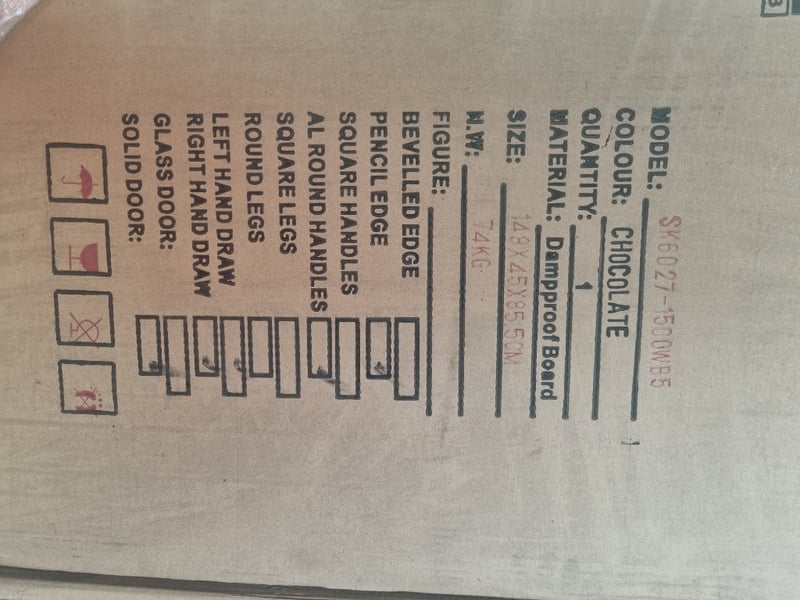 MODEL: SK6027-1500WB5
COLOUR: CHOCOLATE
QUANTITY: 1
MATERIAL: Dampproof Board
SIZE: 148X45X85.5CM
N.W: 74KG
FIGURE:
BEVELLED EDGE
PENCIL EDGE
SQUARE HANDLES
AL ROUND HANDLES
SQUARE LEGS
ROUND LEGS
LEFT HAND DRAW
RIGHT HAND DRAW
GLASS DOOR:
SOLID DOOR: